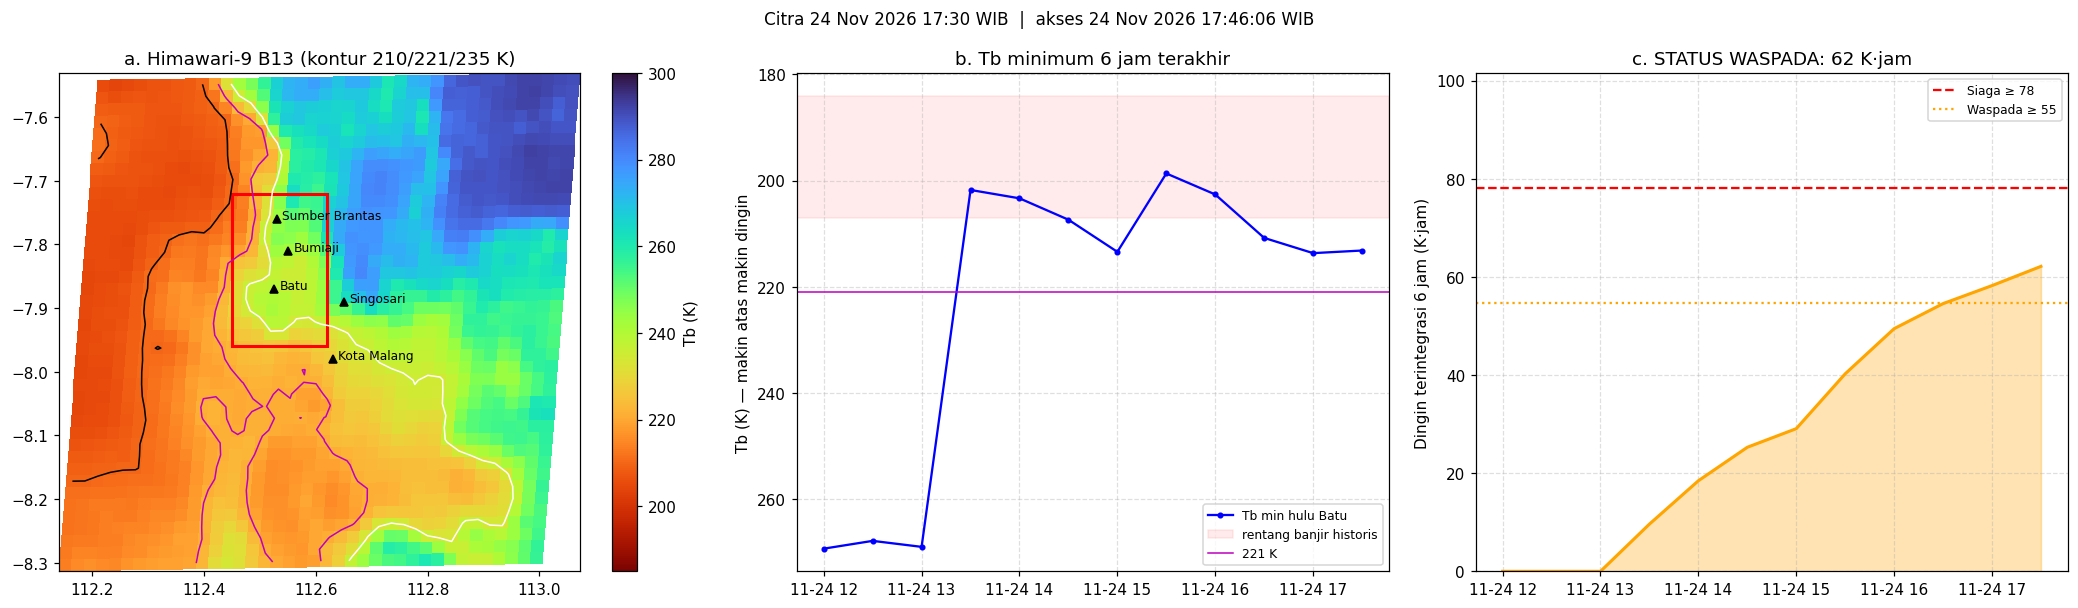 Citra 24 Nov 2026 17:30 WIB | akses 24 Nov 2026 17:46:06 WIB
a. Himawari-9 B13 (kontur 210/221/235 K)
−7.6
−7.7
−7.8
−7.9
−8.0
−8.1
−8.2
−8.3
112.2
112.4
112.6
112.8
113.0
Sumber Brantas
Bumiaji
Batu
Singosari
Kota Malang
300
280
260
240
220
200
Tb (K)
b. Tb minimum 6 jam terakhir
Tb (K) — makin atas makin dingin
180
200
220
240
260
11-24 12
11-24 13
11-24 14
11-24 15
11-24 16
11-24 17
Tb min hulu Batu
rentang banjir historis
221 K
c. STATUS WASPADA: 62 K·jam
Dingin terintegrasi 6 jam (K·jam)
100
80
60
40
20
0
11-24 12
11-24 13
11-24 14
11-24 15
11-24 16
11-24 17
Siaga ≥ 78
Waspada ≥ 55